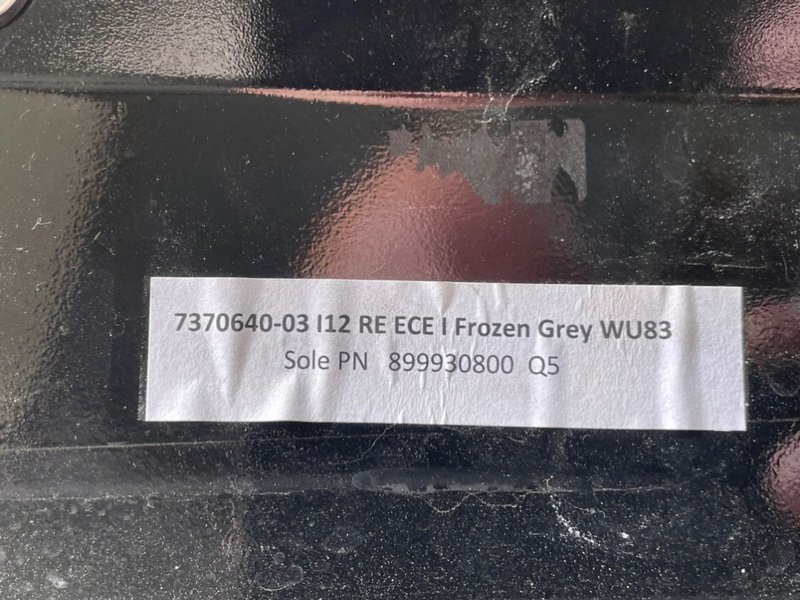 7370640-03 I12 RE ECE I Frozen Grey WU83
Sole PN 899930800 Q5